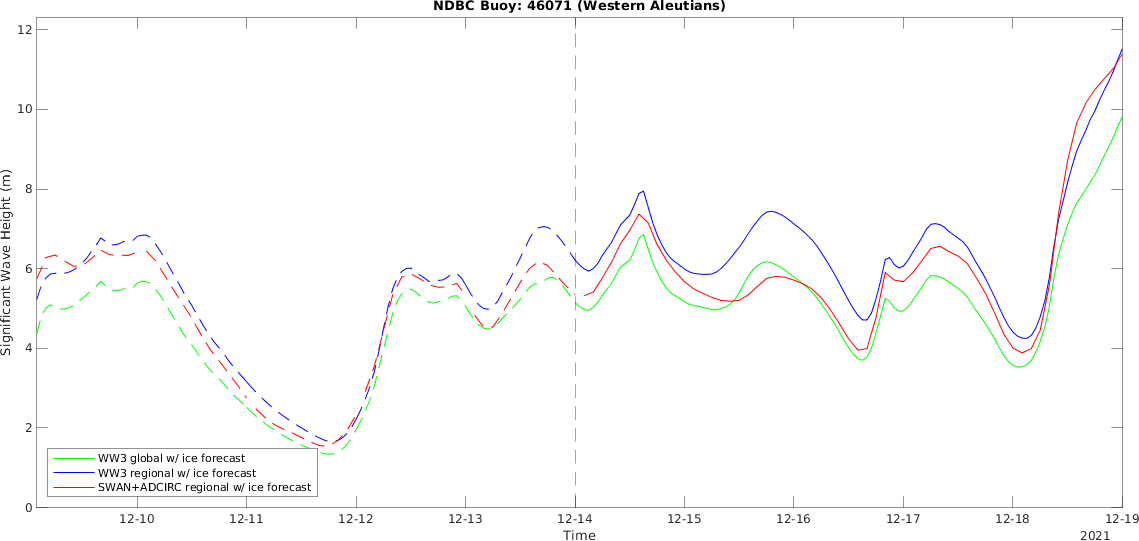 NDBC Buoy: 46071 (Western Aleutians)
Significant Wave Height (m)
12
10
8
6
4
2
0
WW3 global w/ ice forecast
WW3 regional w/ ice forecast
SWAN+ADCIRC regional w/ ice forecast
12-10 12-11 12-12 12-13 12-14 12-15 12-16 12-17 12-18 12-19
Time
2021